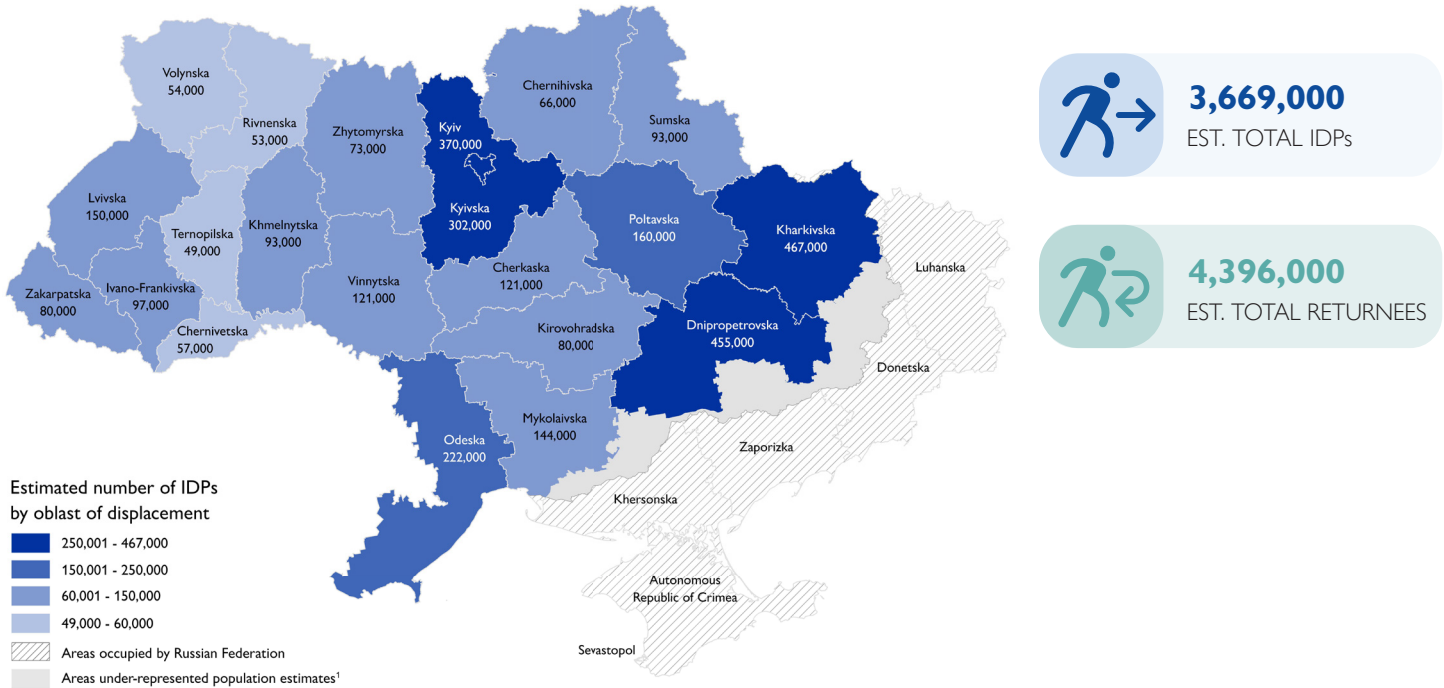 Volynska
54,000
Rivnenska
53,000
Zhytomyrska
73,000
Kyiv
370,000
Kyivska
302,000
Chernihivska
66,000
Sumska
93,000
Lvivska
150,000
Ternopilska
49,000
Khmelnytska
93,000
Zakarpatska
80,000
Ivano-Frankivska
97,000
Chernivetska
57,000
Vinnytska
121,000
Cherkaska
121,000
Poltavska
160,000
Kharkivska
467,000
Kirovohradska
80,000
Dnipropetrovska
455,000
Mykolaivska
144,000
Odeska
222,000
Luhanska
Donetska
Zaporizka
Khersonska
Autonomous
Republic of Crimea
Sevastopol
Estimated number of IDPs
by oblast of displacement
250,001 - 467,000
150,001 - 250,000
60,001 - 150,000
49,000 - 60,000
Areas occupied by Russian Federation
Areas under-represented population estimates¹
3,669,000
EST. TOTAL IDPs
4,396,000
EST. TOTAL RETURNEES